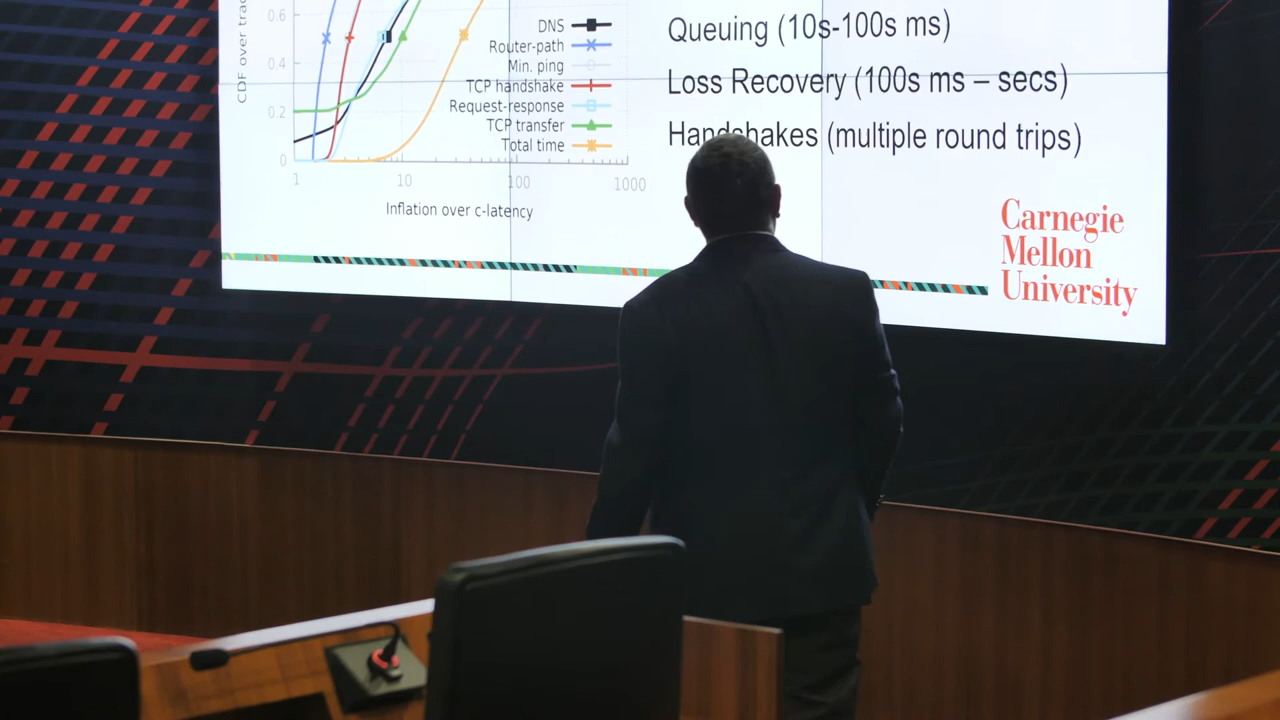 CDF over
0.6
0.4
0.2
0
1
10
100
1000
Inflation over c-latency
DNS
Router-path
Min. ping
TCP handshake
Request-response
TCP transfer
Total time
Queuing (10s-100s ms)
Loss Recovery (100s ms – secs)
Handshakes (multiple round trips)
Carnegie
Mellon
University